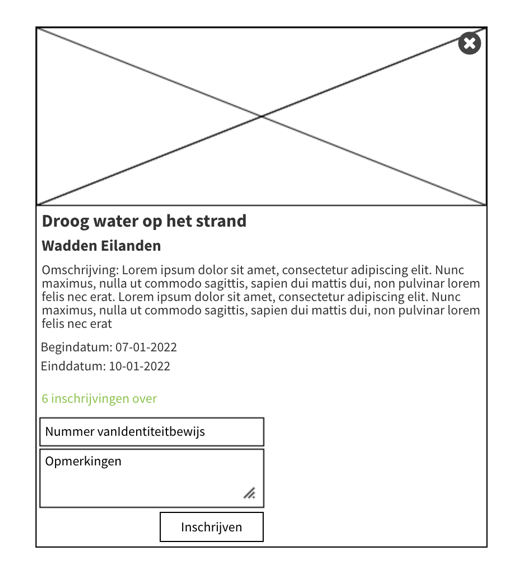 Droog water op het strand
Wadden Eilanden
Omschrijving: Lorem ipsum dolor sit amet, consectetur adipiscing elit. Nunc
maximus, nulla ut commodo sagittis, sapien dui mattis dui, non pulvinar lorem
felis nec erat. Lorem ipsum dolor sit amet, consectetur adipiscing elit. Nunc
maximus, nulla ut commodo sagittis, sapien dui mattis dui, non pulvinar lorem
felis nec erat
Begindatum: 07-01-2022
Einddatum: 10-01-2022
6 inschrijvingen over
Nummer vanIdentiteitbewijs
Opmerkingen
Inschrijven